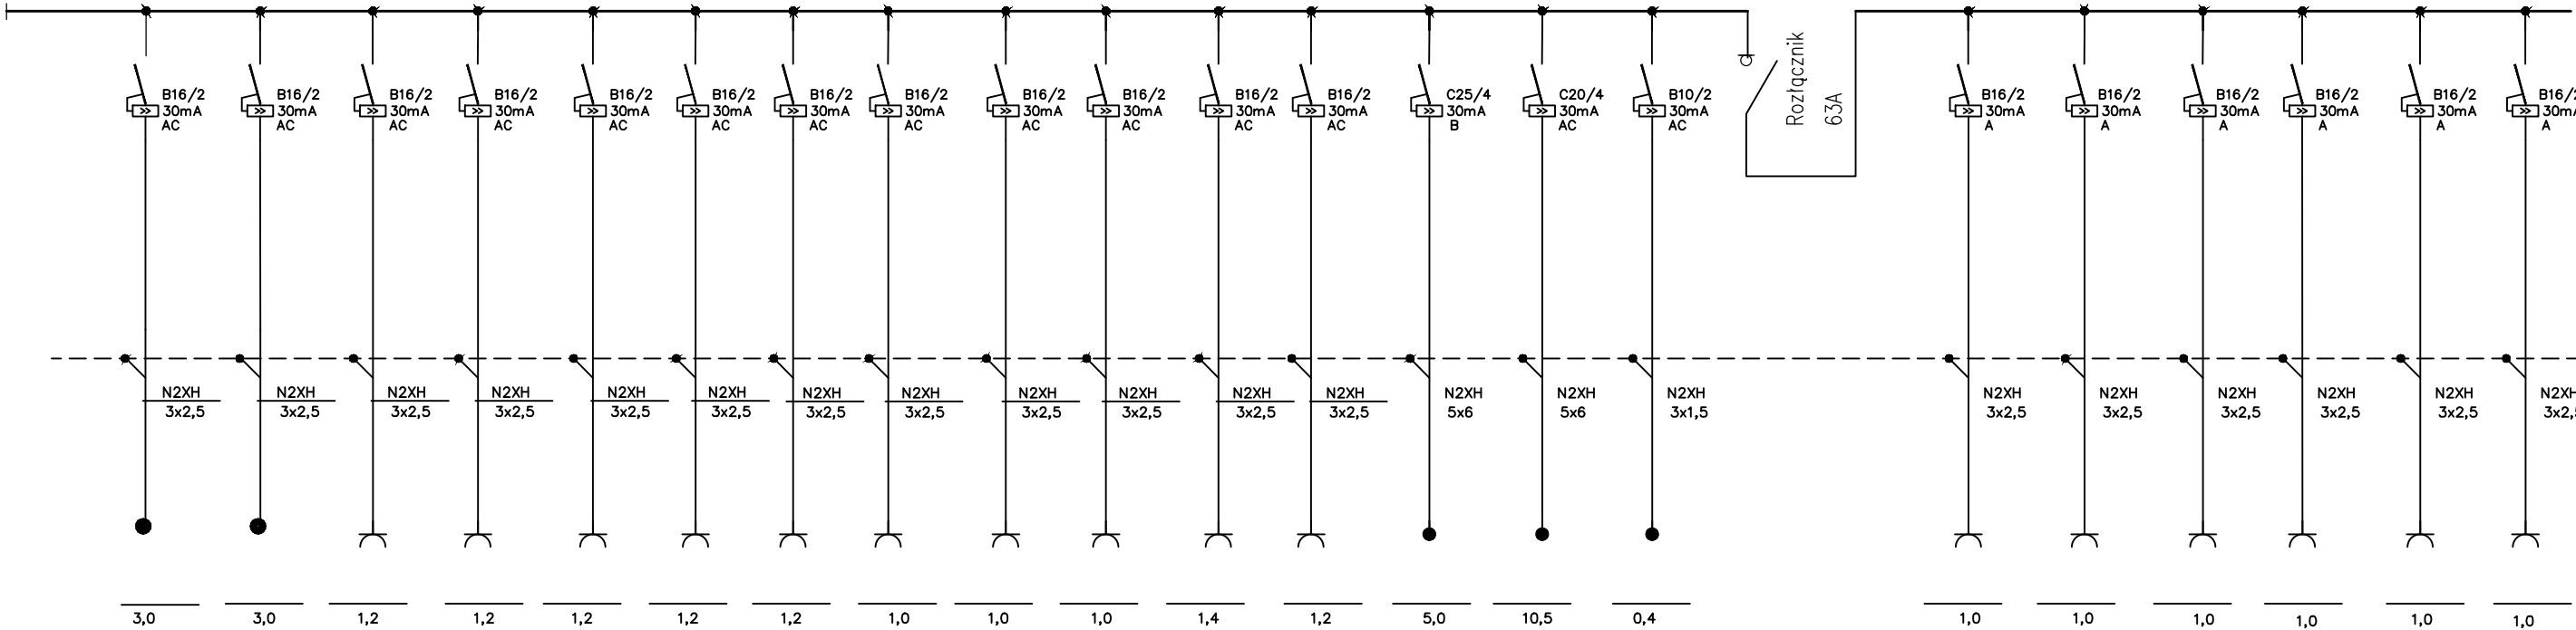 B16/2 B16/2 B16/2 B16/2 B16/2 B16/2 B16/2 B16/2 B16/2 B16/2 B16/2 B16/2 C25/4 C20/4 B10/2 B16/2 B16/2 B16/2 B16/2 B16/2 B16/2
30mA 30mA 30mA 30mA 30mA 30mA 30mA 30mA 30mA 30mA 30mA 30mA 30mA 30mA 30mA 30mA 30mA 30mA 30mA 30mA 30mA
AC AC AC AC AC AC AC AC AC AC AC AC B AC AC A A A A A A
Rozłącznik
63A
N2XH N2XH N2XH N2XH N2XH N2XH N2XH N2XH N2XH N2XH N2XH N2XH N2XH N2XH N2XH N2XH N2XH N2XH N2XH N2XH N2XH
3x2,5 3x2,5 3x2,5 3x2,5 3x2,5 3x2,5 3x2,5 3x2,5 3x2,5 3x2,5 3x2,5 3x2,5 5x6 5x6 3x1,5 3x2,5 3x2,5 3x2,5 3x2,5 3x2,5 3x2,5
3,0 3,0 1,2 1,2 1,2 1,2 1,2 1,0 1,0 1,0 1,4 1,2 5,0 10,5 0,4 1,0 1,0 1,0 1,0 1,0 1,0